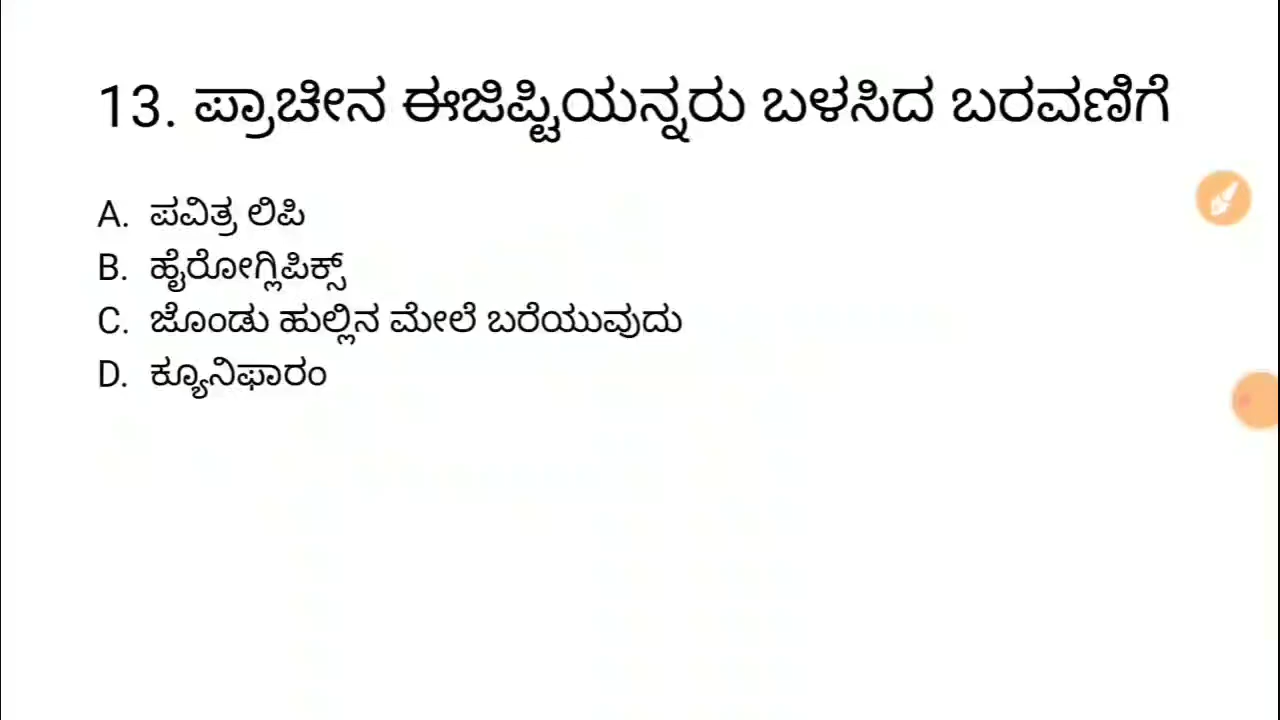 13. ಪ್ರಾಚೀನ ಈಜಿಪ್ಟಿಯನ್ನರು ಬಳಸಿದ ಬರವಣಿಗೆ
A. ಪವಿತ್ರ ಲಿಪಿ
B. ಹೈರೋಗ್ಲಿಪಿಕ್ಸ್
C. ಜೊಂಡು ಹುಲ್ಲಿನ ಮೇಲೆ ಬರೆಯುವುದು
D. ಕ್ಯೂನಿಫಾರಂ